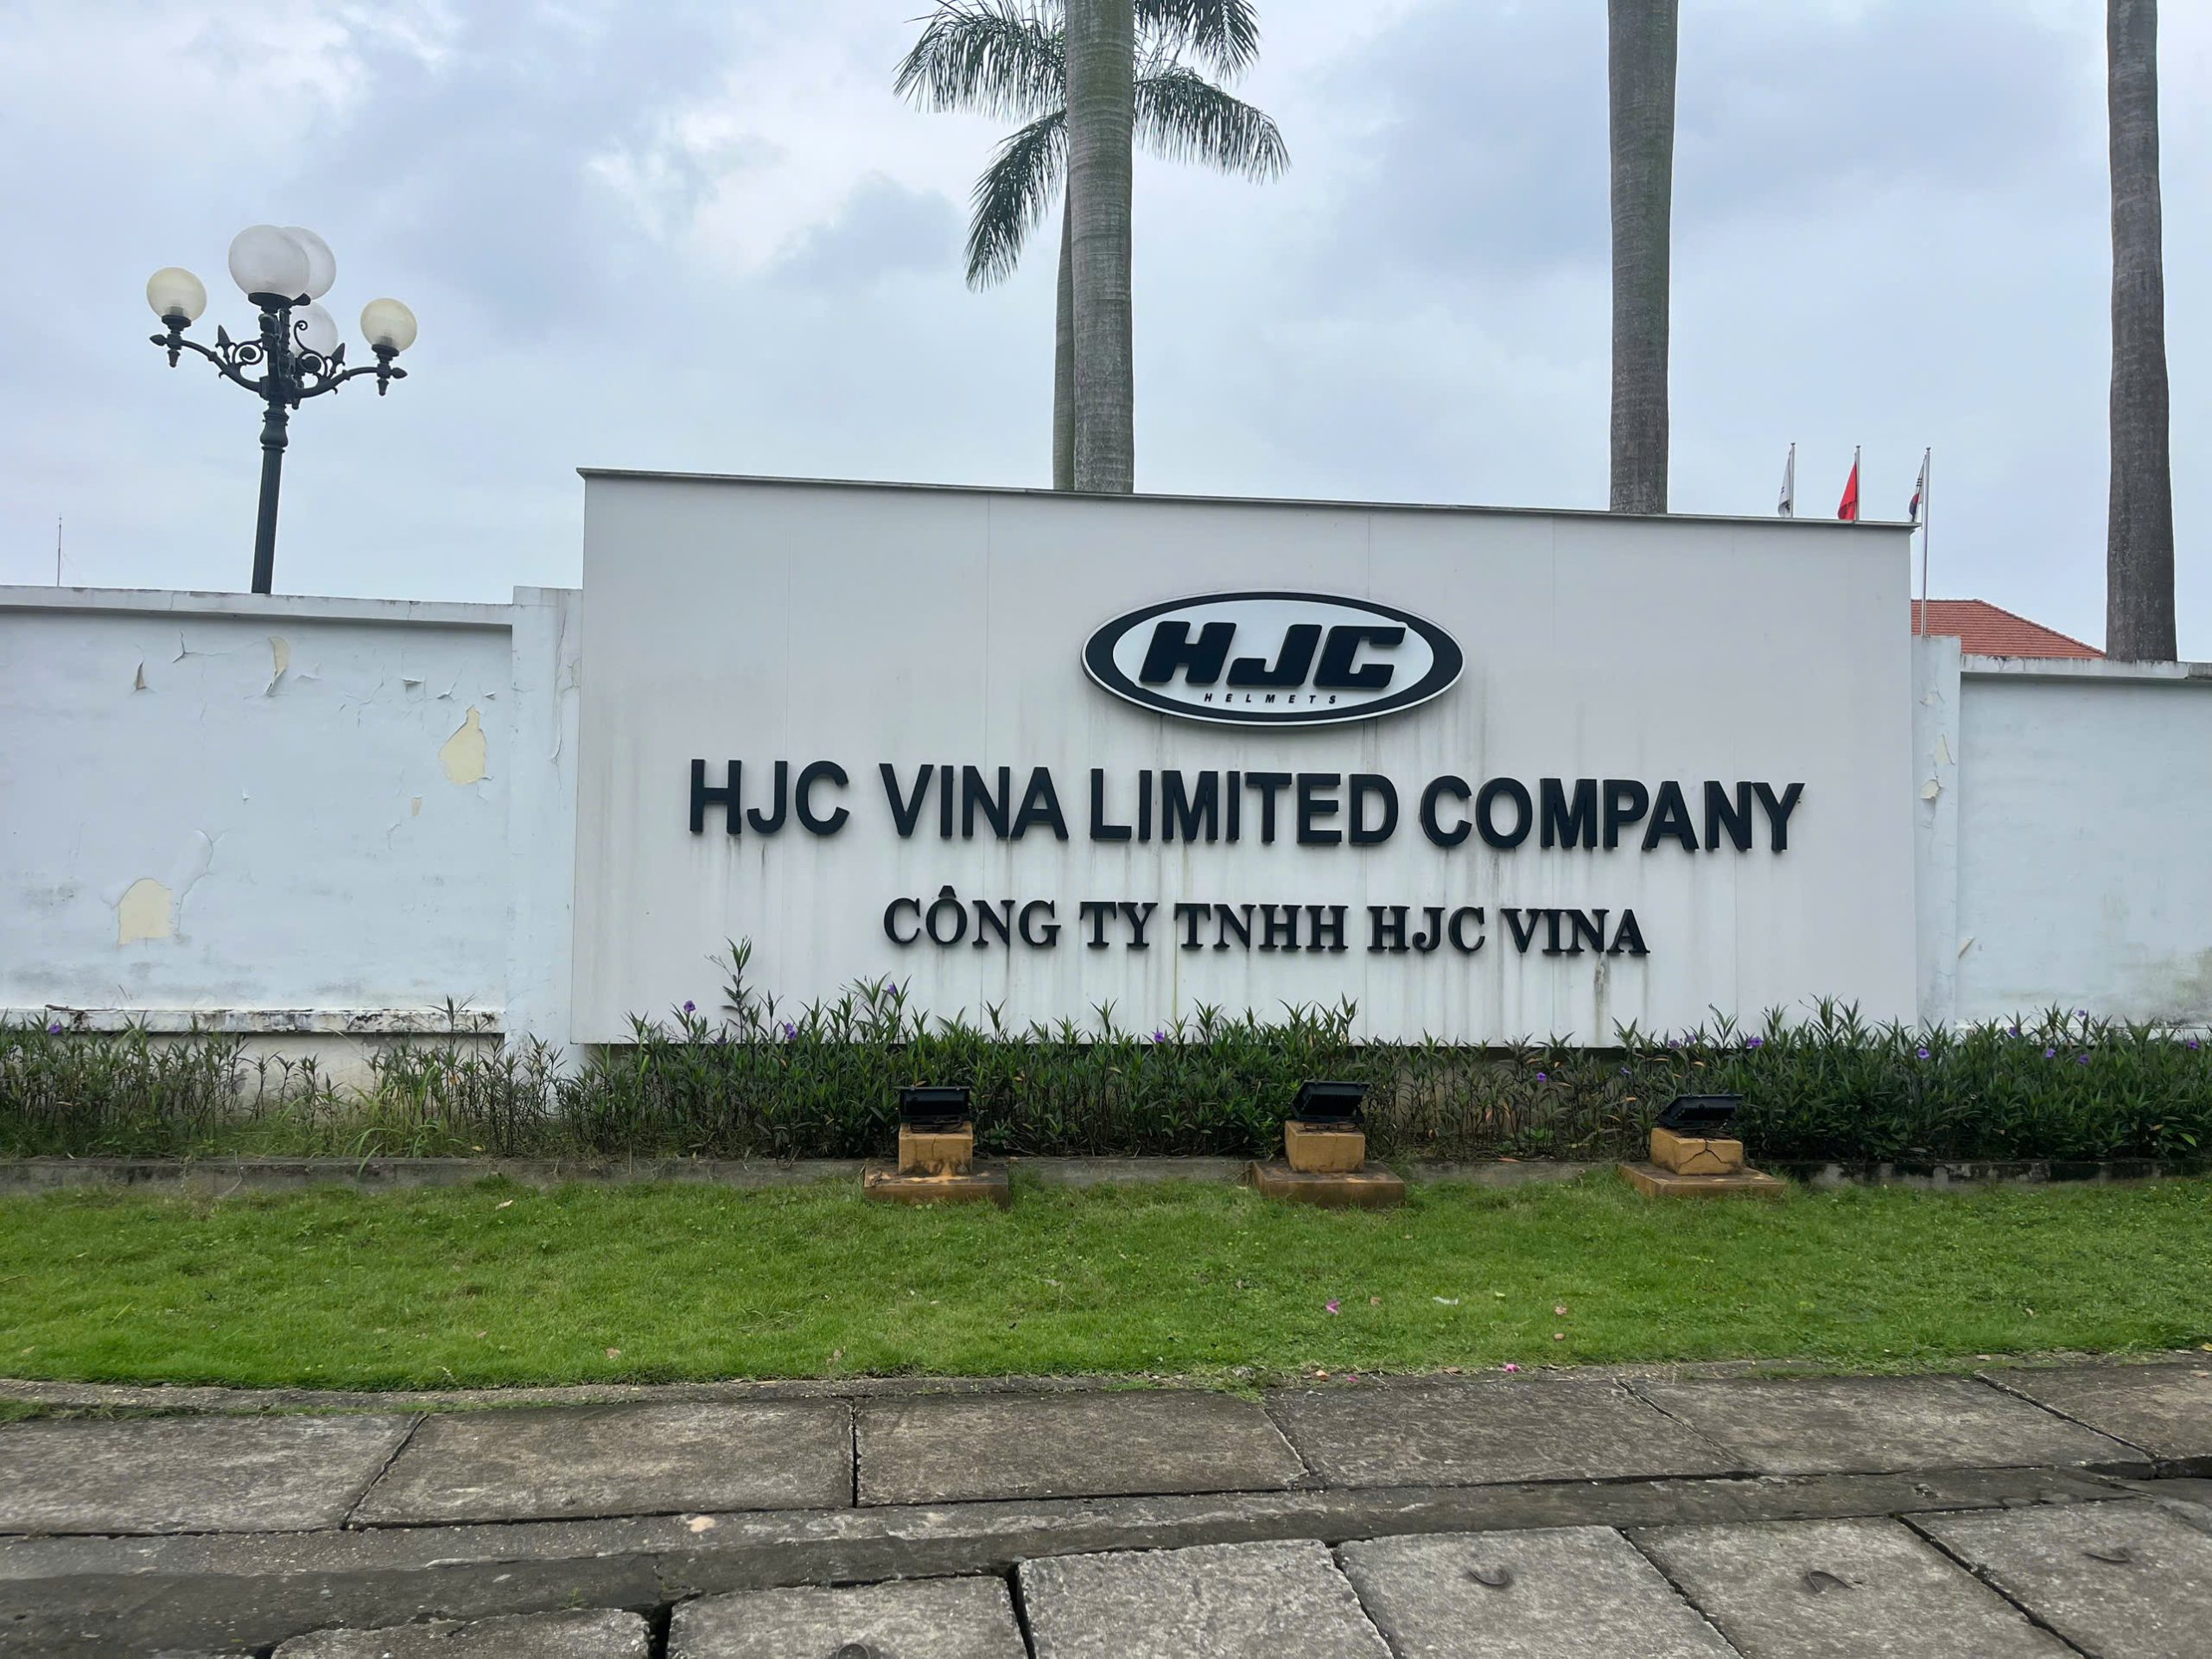 HJC
HELMETS
HJC VINA LIMITED COMPANY
CÔNG TY TNHH HJC VINA